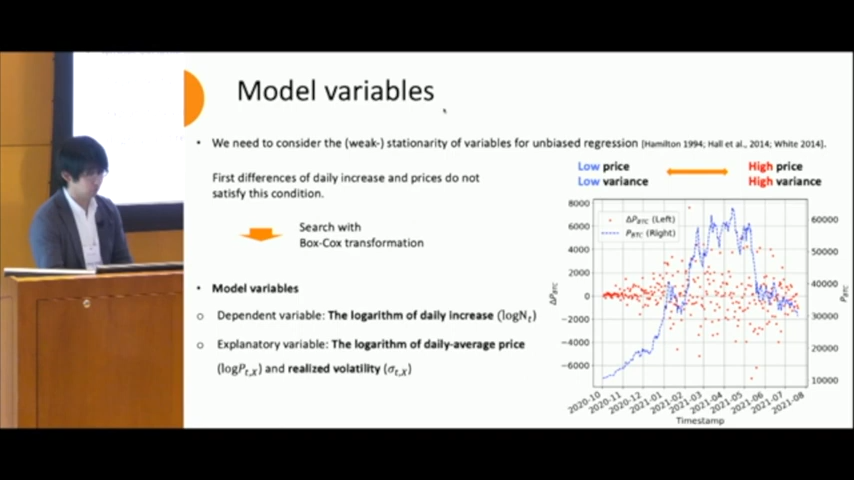 Model variables
• We need to consider the (weak-) stationarity of variables for unbiased regression [Hamilton 1994; Hall et al., 2014; White 2014].
First differences of daily increase and prices do not
satisfy this condition.
Search with
Box-Cox transformation
• Model variables
○ Dependent variable: The logarithm of daily increase (logNₜ)
○ Explanatory variable: The logarithm of daily-average price
(logPₜ,ₓ) and realized volatility (σₜ,ₓ)
Low price
Low variance
High price
High variance
ΔP_BTC (Left)
P_BTC (Right)
8000
6000
4000
2000
0
−2000
−4000
−6000
ΔP_BTC
60000
50000
40000
30000
20000
10000
P_BTC
2020-10
2020-11
2020-12
2021-01
2021-02
2021-03
2021-04
2021-05
2021-06
2021-07
2021-08
Timestamp